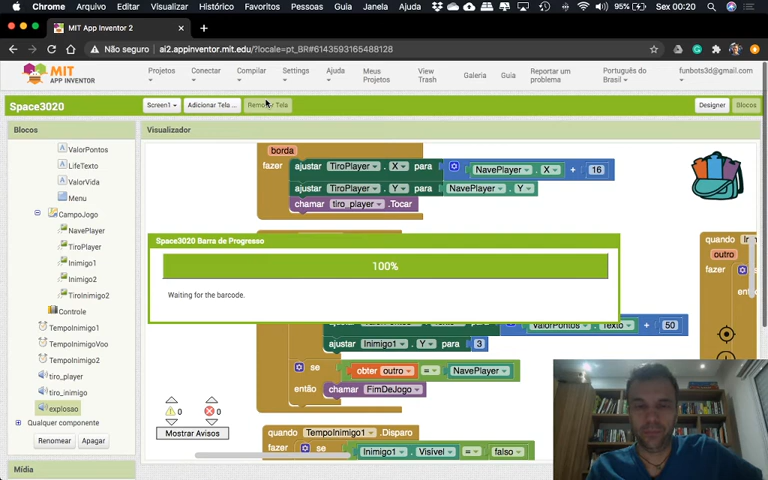 Chrome Arquivo Editar Visualizar Histórico Favoritos Pessoas Guia Janela Ajuda 95% Sex 00:20
MIT App Inventor 2
Não seguro ai2.appinventor.mit.edu/?locale=pt_BR#6143593165488128
MIT APP INVENTOR Projetos Conectar Compilar Settings Ajuda Meus Projetos View Trash Galeria Guia Reportar um problema Português do Brasil funbots3d@gmail.com
Space3020 Screen1 Adicionar Tela ... Remover Tela Designer Blocos
Blocos Visualizador
ValorPontos
LifeTexto
ValorVida
Menu
CampoJogo
NavePlayer
TiroPlayer
Inimigo1
Inimigo2
TiroInimigo2
Controle
TempoInimigo1
TempoInimigoVoo
TempoInimigo2
tiro_player
tiro_inimigo
explosao
Qualquer componente
Renomear Apagar
Mídia
borda
fazer ajustar TiroPlayer . X para NavePlayer . X + 16
ajustar TiroPlayer . Y para NavePlayer . Y
chamar tiro_player .Tocar
Space3020 Barra de Progresso
100%
Waiting for the barcode.
quando
outro
fazer
ValorPontos . Texto + 50
ajustar Inimigo1 . Y para 3
se obter outro = NavePlayer
então chamar FimDeJogo
0 0
Mostrar Avisos
quando TempoInimigo1 .Disparo
fazer se Inimigo1 . Visível = falso